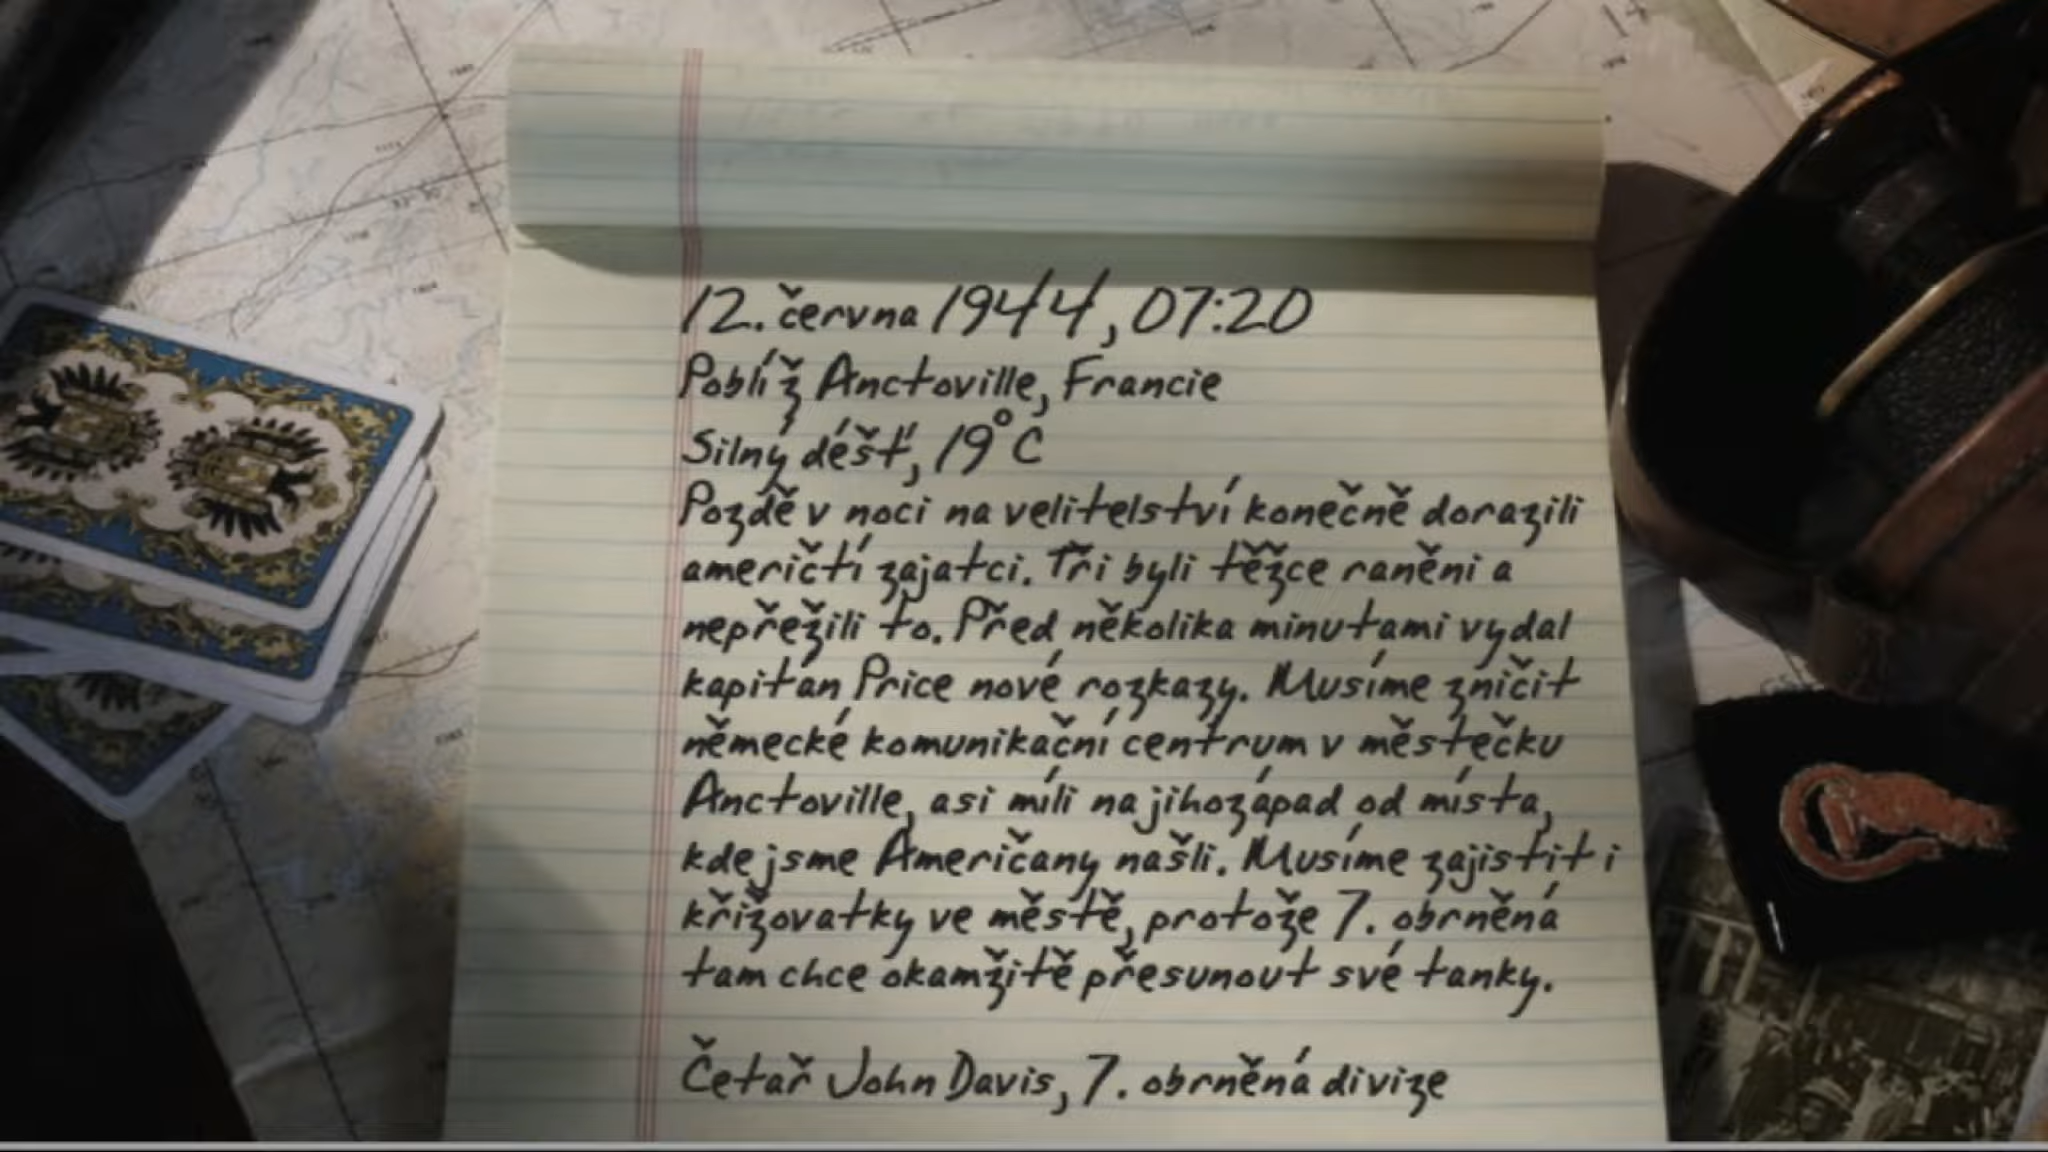 12. června 1944, 07:20
Poblíž Anctoville, Francie
Silný déšť, 19°C
Pozdě v noci na velitelství konečně dorazili
američtí zajatci. Tři byli těžce raněni a
nepřežili to. Před několika minutami vydal
kapitán Price nové rozkazy. Musíme zničit
německé komunikační centrum v městečku
Anctoville, asi míli na jihozápad od místa,
kde jsme Američany našli. Musíme zajistit i
křižovatky ve městě, protože 7. obrněná
tam chce okamžitě přesunout své tanky.
Četař John Davis, 7. obrněná divize